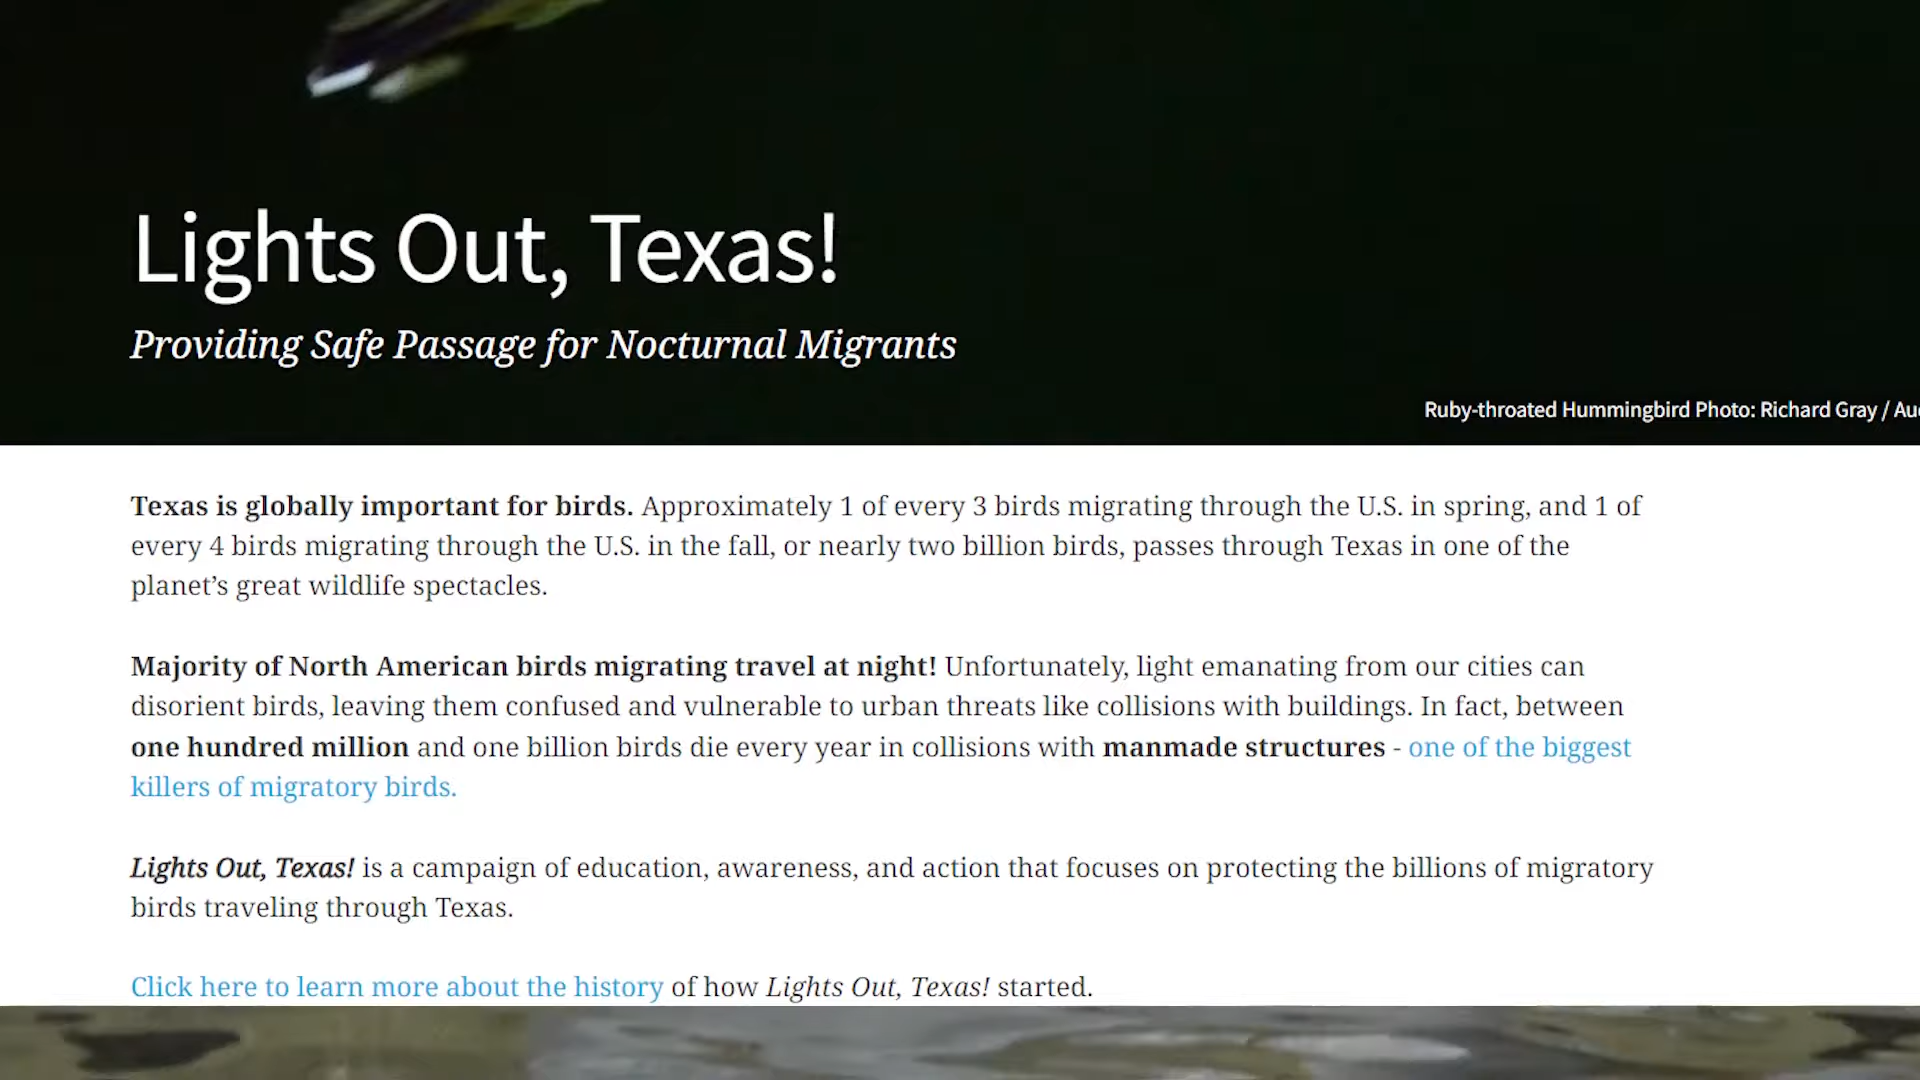 Lights Out, Texas!
Providing Safe Passage for Nocturnal Migrants
Ruby-throated Hummingbird Photo: Richard Gray /
Texas is globally important for birds. Approximately 1 of every 3 birds migrating through the U.S. in spring, and 1 of
every 4 birds migrating through the U.S. in the fall, or nearly two billion birds, passes through Texas in one of the
planet’s great wildlife spectacles.
Majority of North American birds migrating travel at night! Unfortunately, light emanating from our cities can
disorient birds, leaving them confused and vulnerable to urban threats like collisions with buildings. In fact, between
one hundred million and one billion birds die every year in collisions with manmade structures - one of the biggest
killers of migratory birds.
Lights Out, Texas! is a campaign of education, awareness, and action that focuses on protecting the billions of migratory
birds traveling through Texas.
Click here to learn more about the history of how Lights Out, Texas! started.